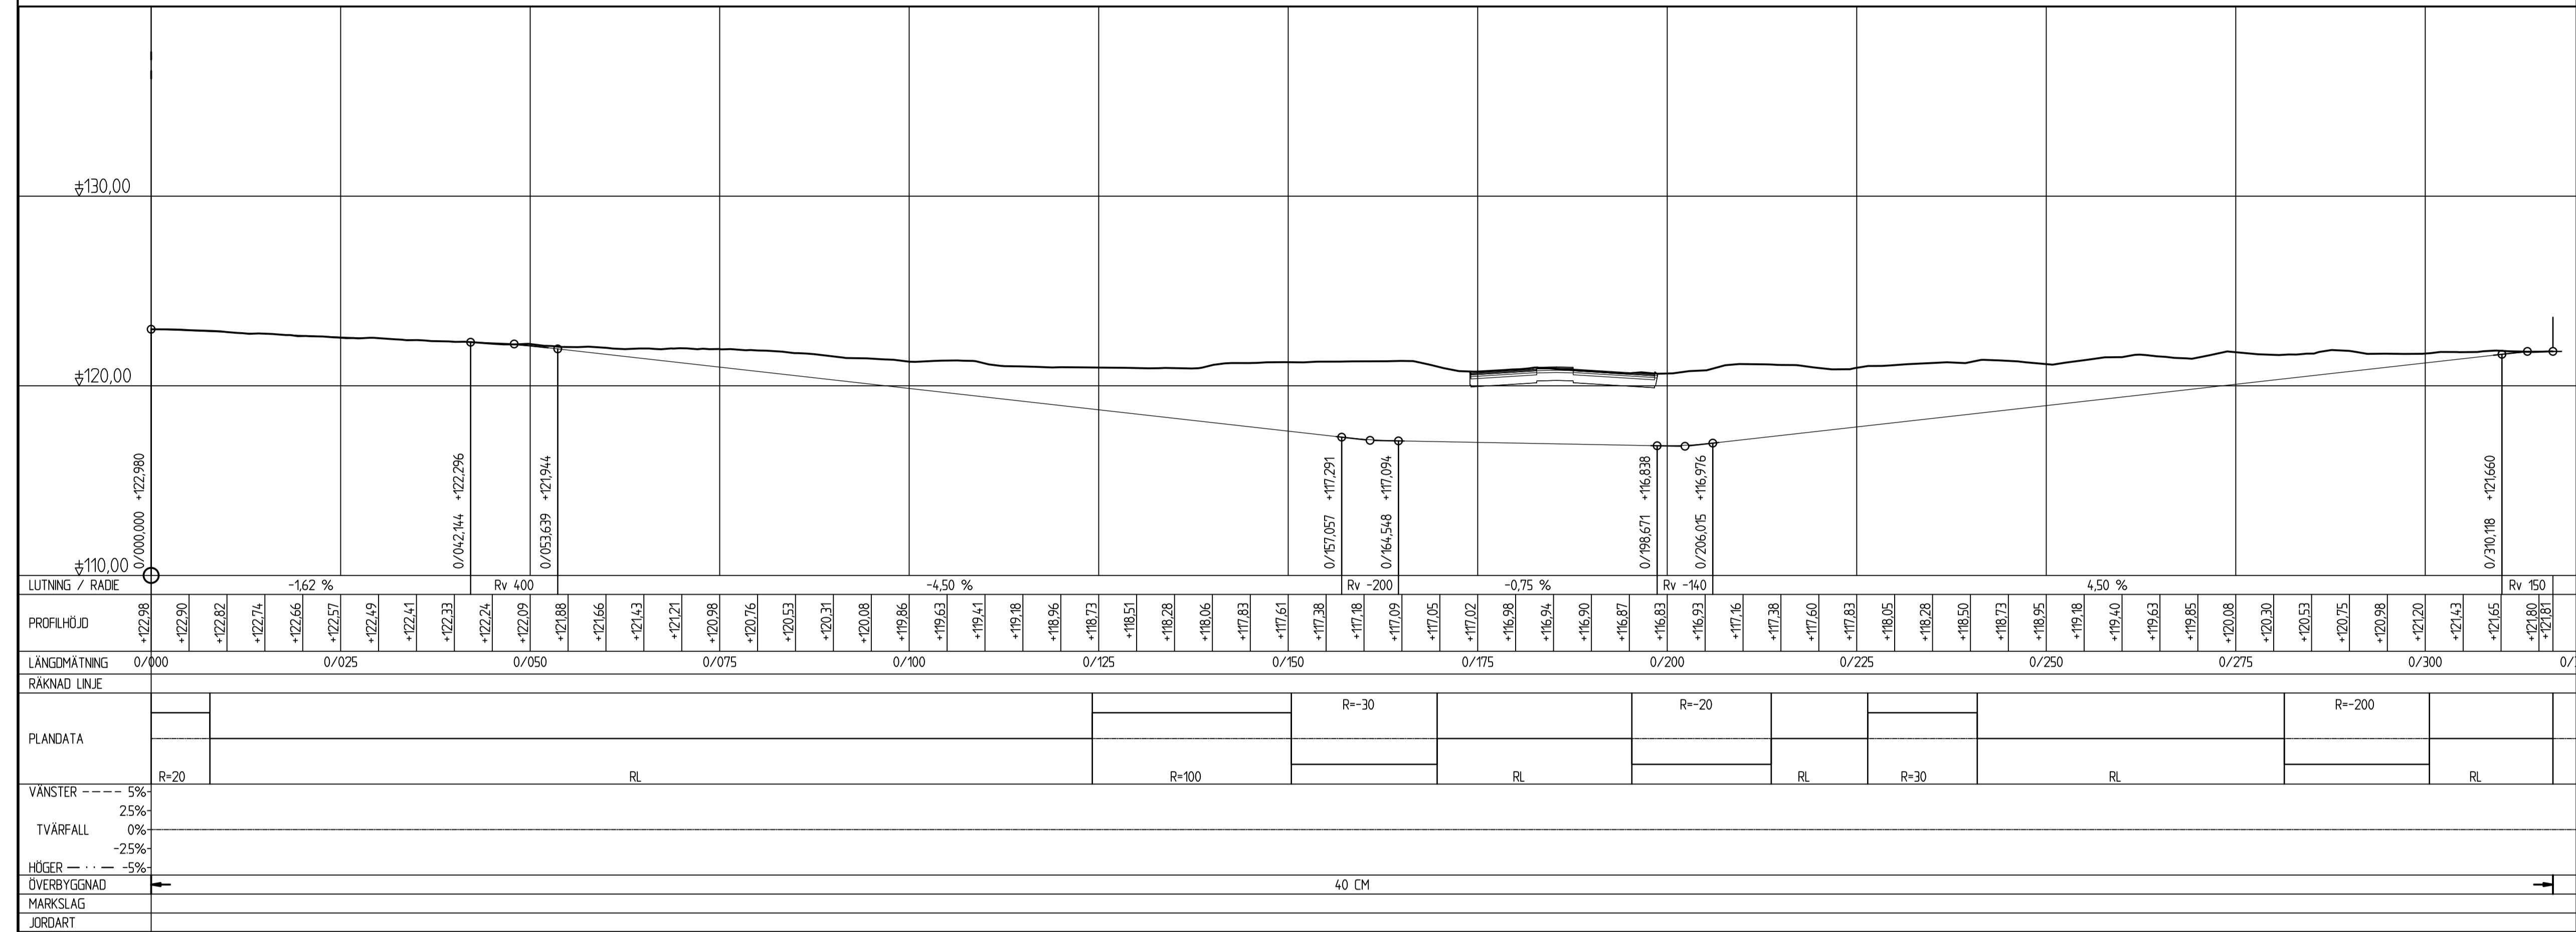 +130,00
+120,00
+110,00
0/000,000 +122,980
0/042,144 +122,296
0/053,639 +121,944
0/157,057 +117,291
0/164,548 +117,094
0/198,671 +116,838
0/206,015 +116,976
0/310,118 +121,660
LUTNING / RADIE -1,62 % Rv 400 -4,50 % Rv -200 -0,75 % Rv -140 4,50 % Rv 150
PROFILHÖJD +122,98 +122,90 +122,82 +122,74 +122,66 +122,57 +122,49 +122,41 +122,33 +122,24 +122,09 +121,88 +121,66 +121,43 +121,21 +120,98 +120,76 +120,53 +120,31 +120,08 +119,86 +119,63 +119,41 +119,18 +118,96 +118,73 +118,51 +118,28 +118,06 +117,83 +117,61 +117,38 +117,18 +117,09 +117,05 +117,02 +116,98 +116,94 +116,90 +116,87 +116,83 +116,93 +117,16 +117,38 +117,60 +117,83 +118,05 +118,28 +118,50 +118,73 +118,95 +119,18 +119,40 +119,63 +119,85 +120,08 +120,30 +120,53 +120,75 +120,98 +121,20 +121,43 +121,65 +121,80 +121,81
LÄNGDMÄTNING 0/000 0/025 0/050 0/075 0/100 0/125 0/150 0/175 0/200 0/225 0/250 0/275 0/300 0/
RÄKNAD LINJE
R=-30 R=-20 R=-200
PLANDATA
R=20 RL R=100 RL RL R=30 RL RL
VÄNSTER 5%
2.5%
TVÄRFALL 0%
-2.5%
HÖGER -5%
ÖVERBYGGNAD 40 CM
MARKSLAG
JORDART